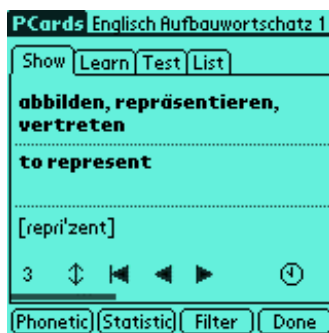 PCards Englisch Aufbauwortschatz 1
Show Learn Test List
abbilden, repräsentieren,
vertreten
to represent
[repri'zent]
3
Phonetic Statistic Filter Done